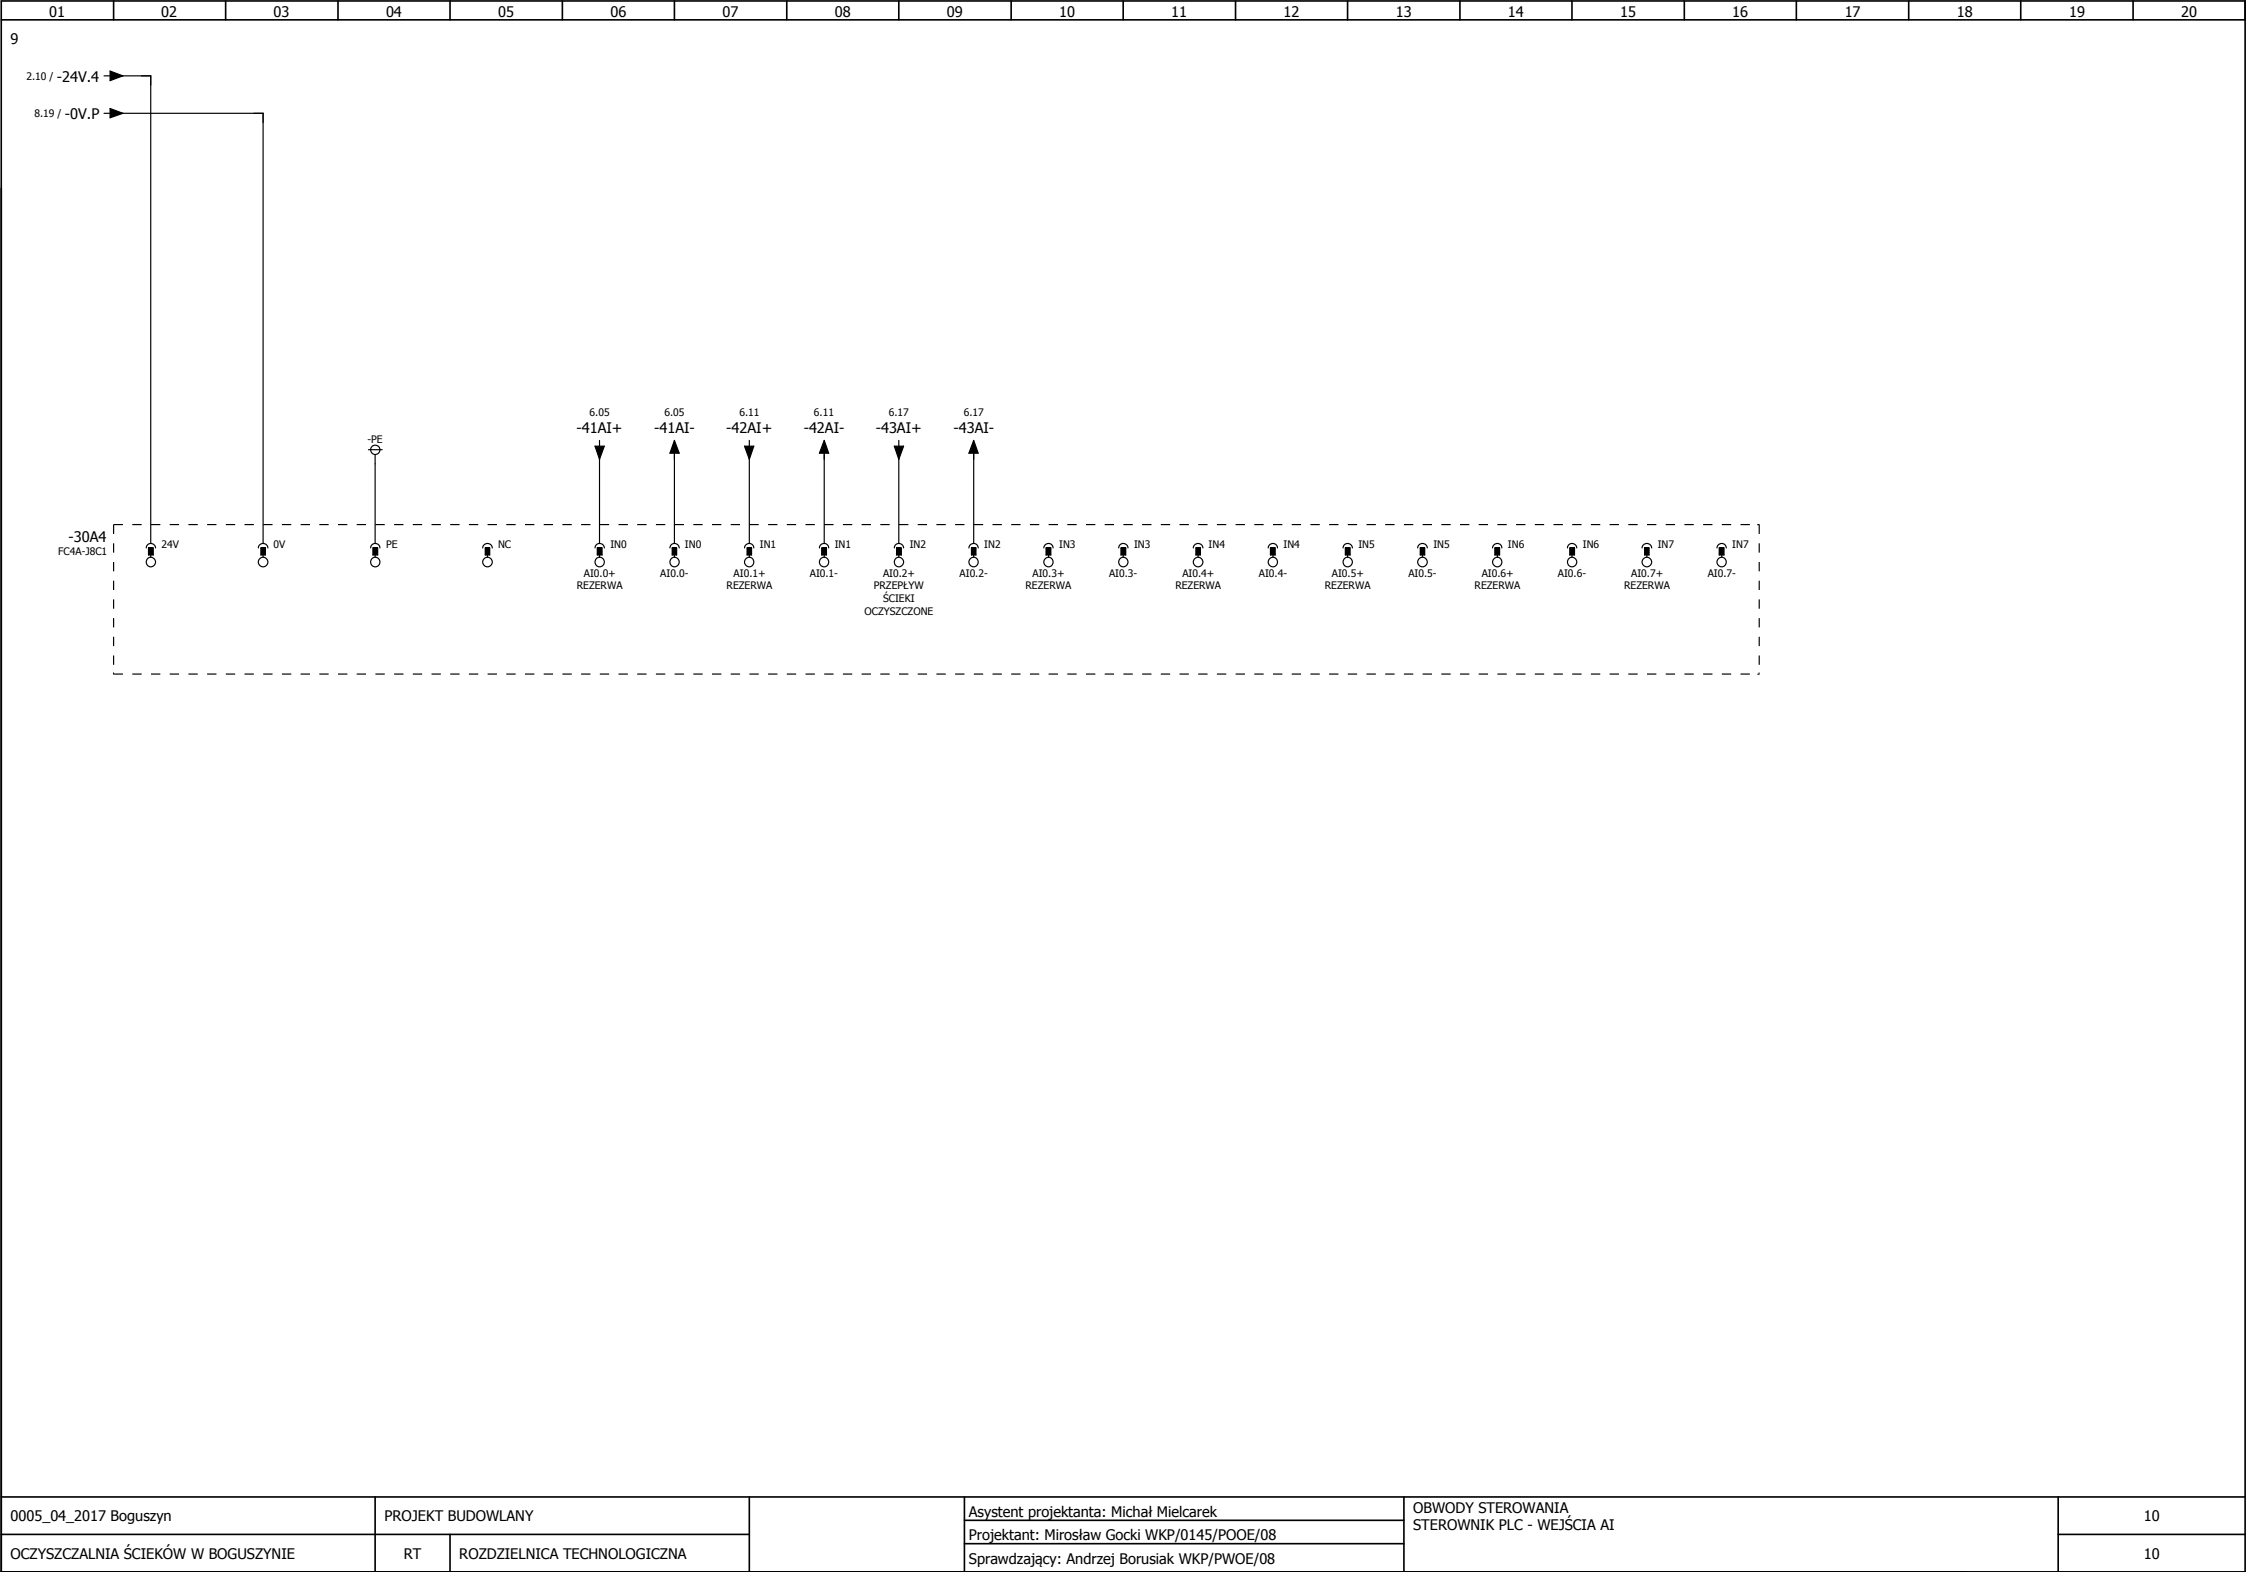 01 02 03 04 05 06 07 08 09 10 11 12 13 14 15 16 17 18 19 20
9
2.10 / -24V.4
8.19 / -0V.P
6.05 6.05 6.11 6.11 6.17 6.17
-41AI+ -41AI- -42AI+ -42AI- -43AI+ -43AI-
-PE
-30A4
FC4A-J8C1
24V 0V PE NC IN0 IN0 IN1 IN1 IN2 IN2 IN3 IN3 IN4 IN4 IN5 IN5 IN6 IN6 IN7 IN7
AI0.0+ AI0.0- AI0.1+ AI0.1- AI0.2+ AI0.2- AI0.3+ AI0.3- AI0.4+ AI0.4- AI0.5+ AI0.5- AI0.6+ AI0.6- AI0.7+ AI0.7-
REZERWA REZERWA PRZEPŁYW REZERWA REZERWA REZERWA REZERWA REZERWA
ŚCIEKI
OCZYSZCZONE
0005_04_2017 Boguszyn
PROJEKT BUDOWLANY
OCZYSZCZALNIA ŚCIEKÓW W BOGUSZYNIE
RT
ROZDZIELNICA TECHNOLOGICZNA
Asystent projektanta: Michał Mielcarek
Projektant: Mirosław Gocki WKP/0145/POOE/08
Sprawdzający: Andrzej Borusiak WKP/PWOE/08
OBWODY STEROWANIA
STEROWNIK PLC - WEJŚCIA AI
10
10